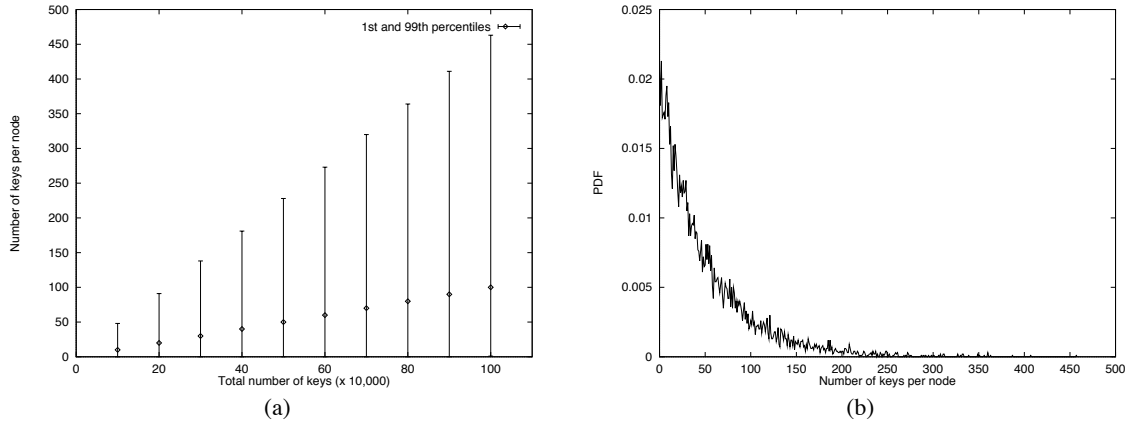 500
450
400
350
300
250
200
150
100
50
0
Number of keys per node
1st and 99th percentiles
0 20 40 60 80 100
Total number of keys (x 10,000)
(a)
0.025
0.02
0.015
0.01
0.005
0
PDF
0 50 100 150 200 250 300 350 400 450 500
Number of keys per node
(b)